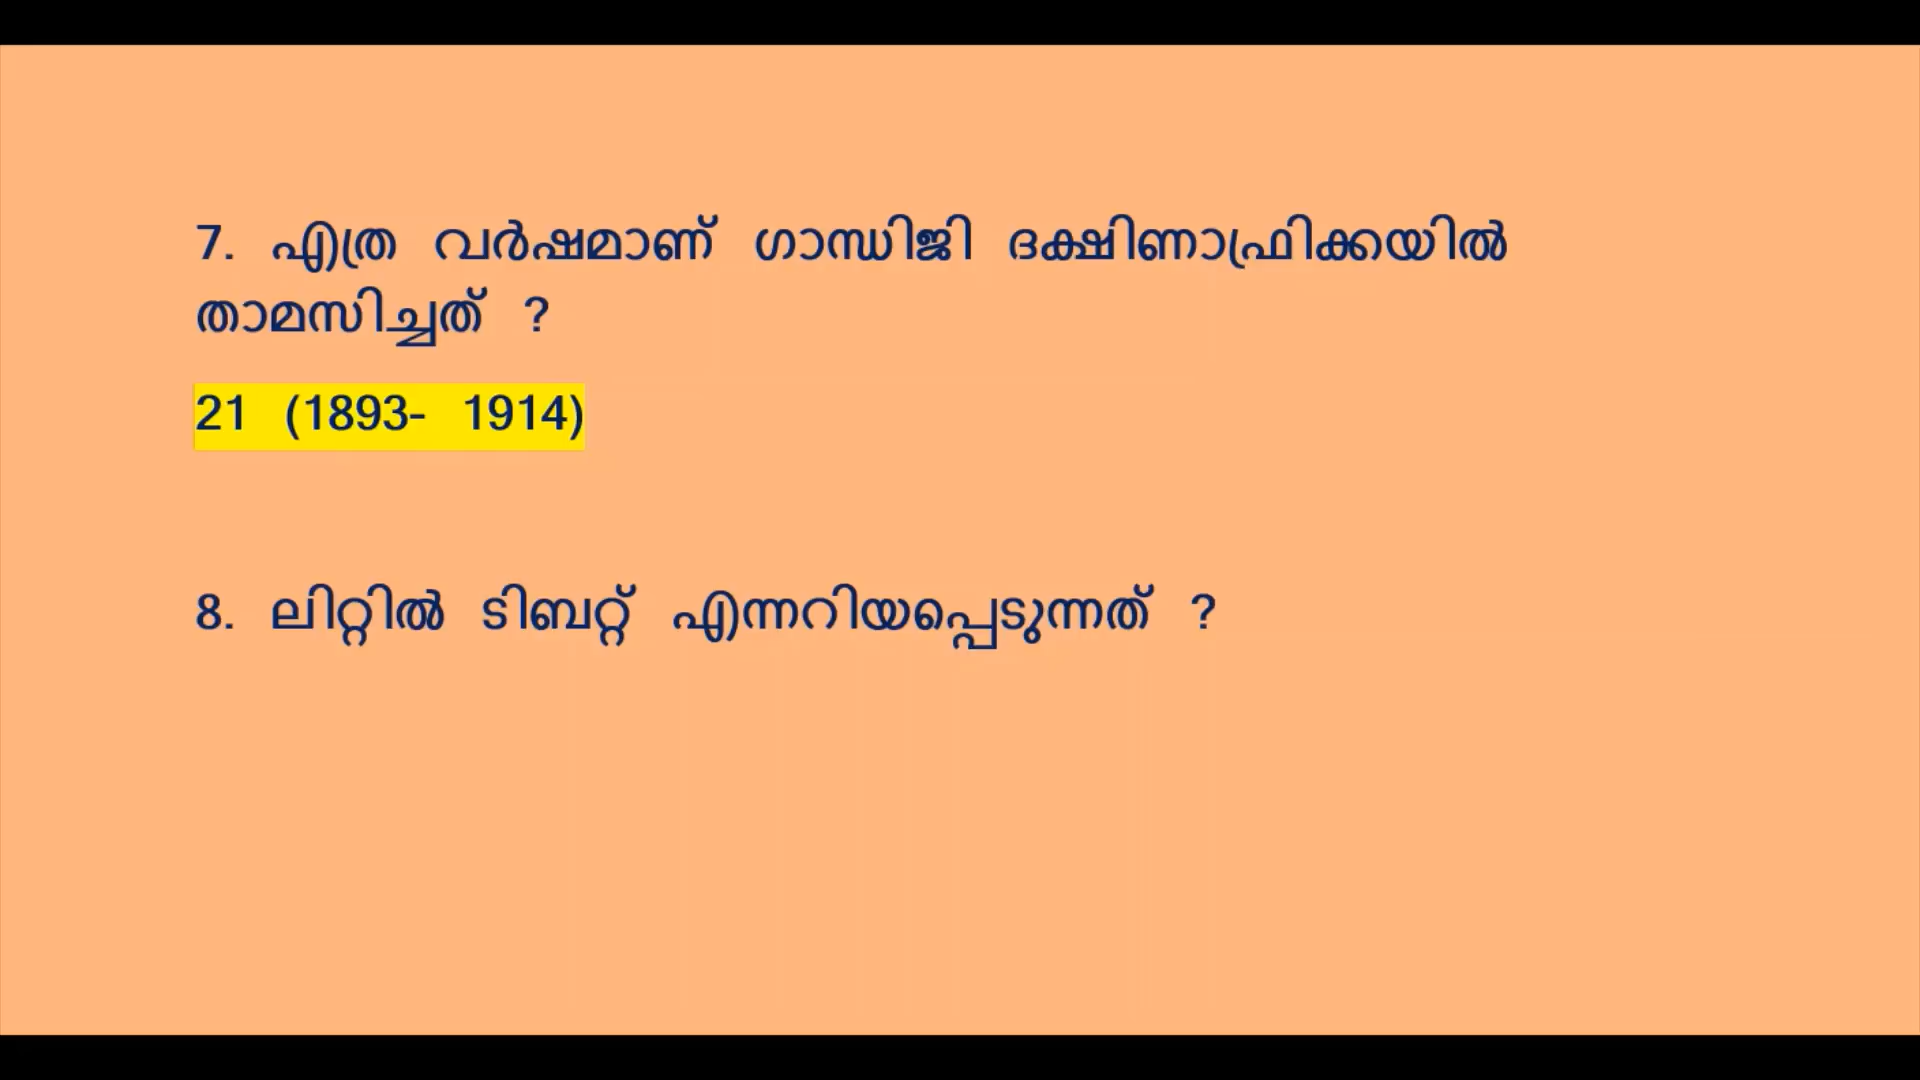 7. എത്ര വർഷമാണ് ഗാന്ധിജി ദക്ഷിണാഫ്രിക്കയിൽ
താമസിച്ചത് ?
21 (1893- 1914)
8. ലിറ്റിൽ ടിബറ്റ് എന്നറിയപ്പെടുന്നത് ?